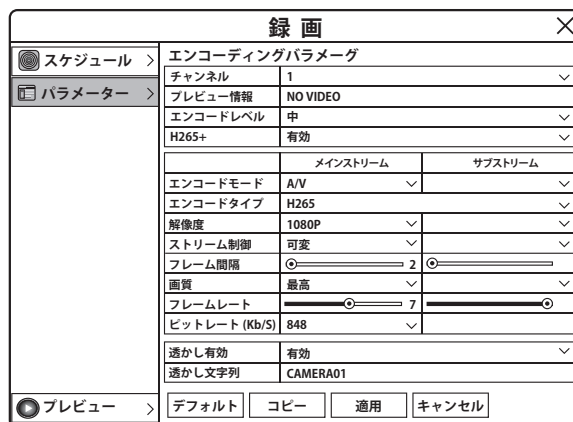 録 画
スケジュール
パラメーター
エンコーディングパラメーグ
チャンネル 1
プレビュー情報 NO VIDEO
エンコードレベル 中
H265+ 有効
メインストリーム サブストリーム
エンコードモード A/V
エンコードタイプ H265
解像度 1080P
ストリーム制御 可変
フレーム間隔 2
画質 最高
フレームレート 7
ビットレート (Kb/S) 848
透かし有効 有効
透かし文字列 CAMERA01
プレビュー
デフォルト コピー 適用 キャンセル